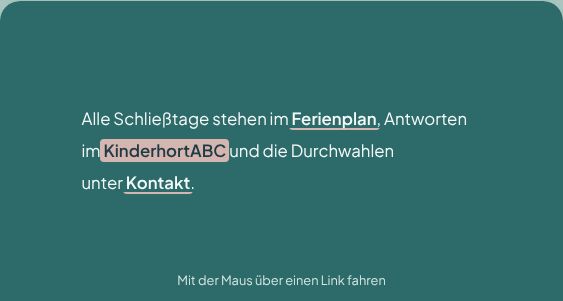 Alle Schließtage stehen im Ferienplan, Antworten
im KinderhortABC und die Durchwahlen
unter Kontakt.
Mit der Maus über einen Link fahren